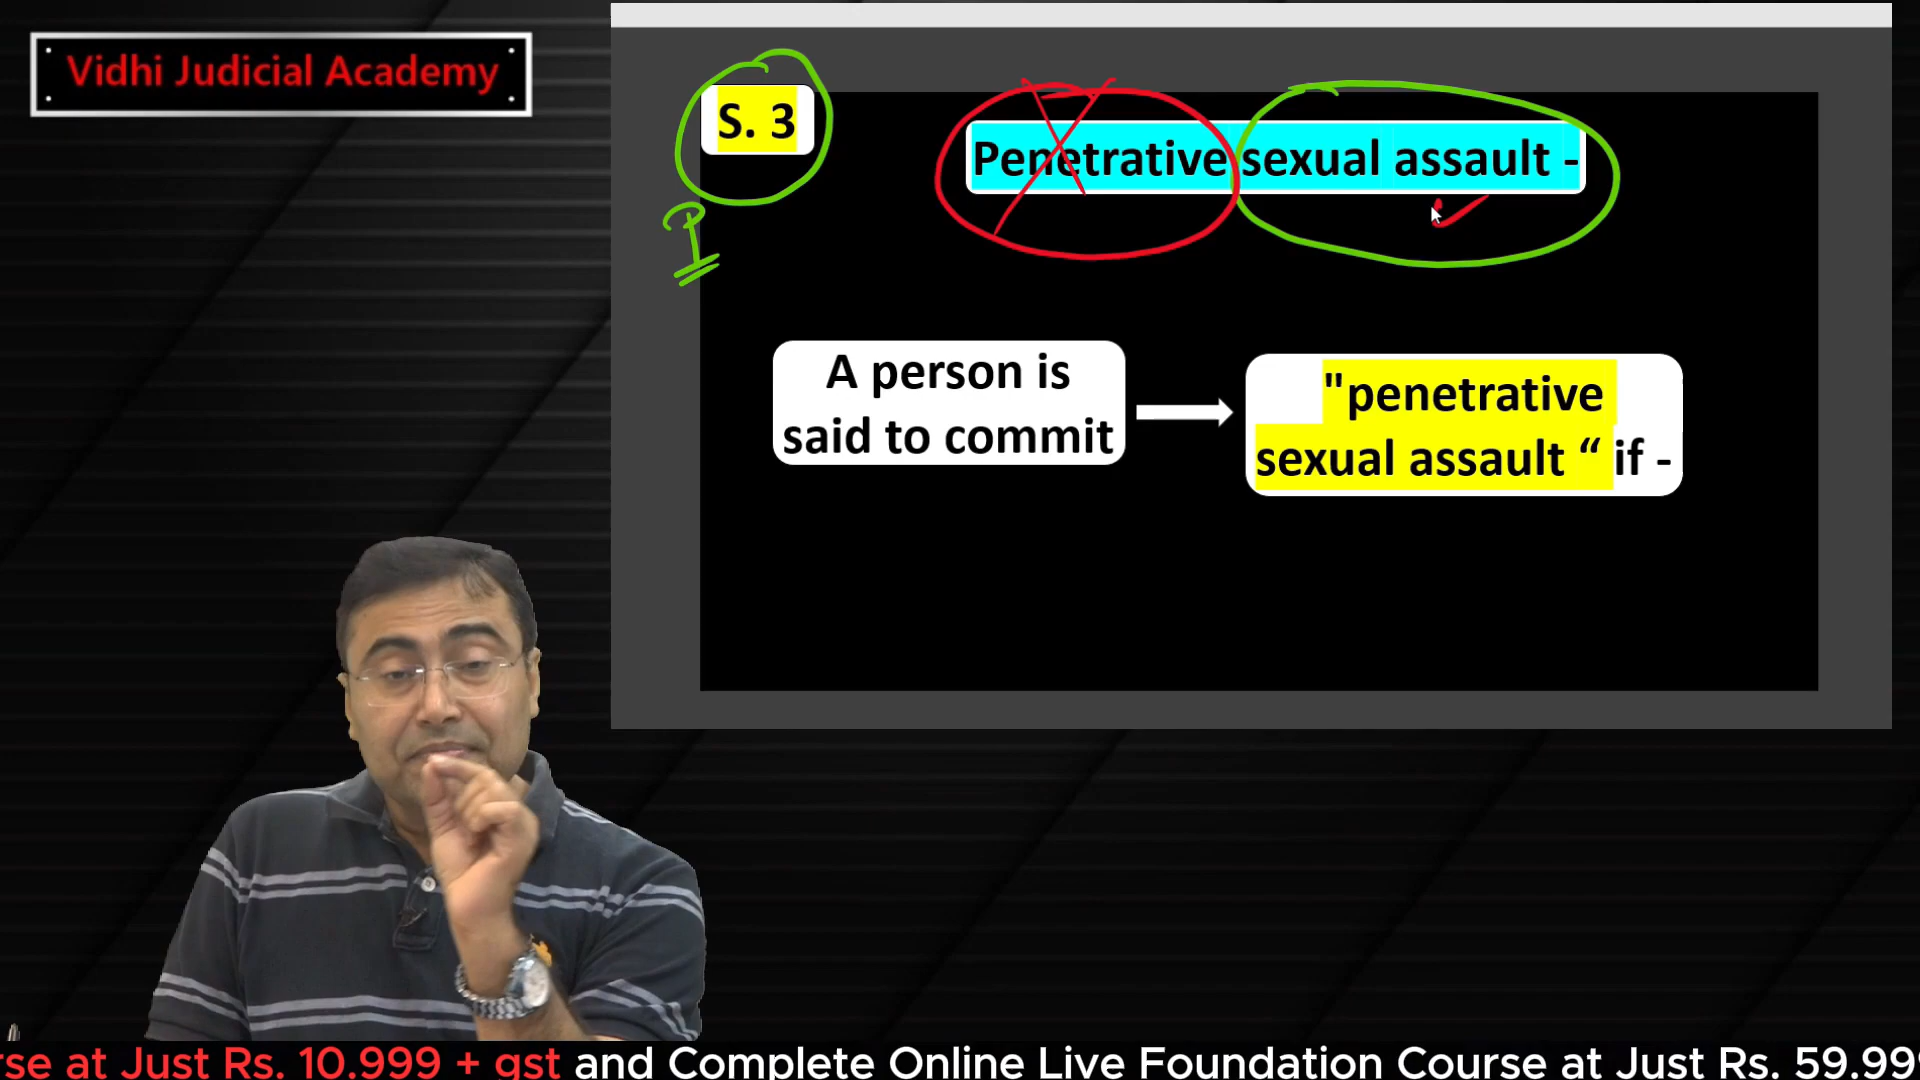 Vidhi Judicial Academy
S. 3
Penetrative sexual assault -
P
A person is
said to commit
"penetrative
sexual assault “ if -
rse at Just Rs. 10.999 + gst and Complete Online Live Foundation Course at Just Rs. 59.99